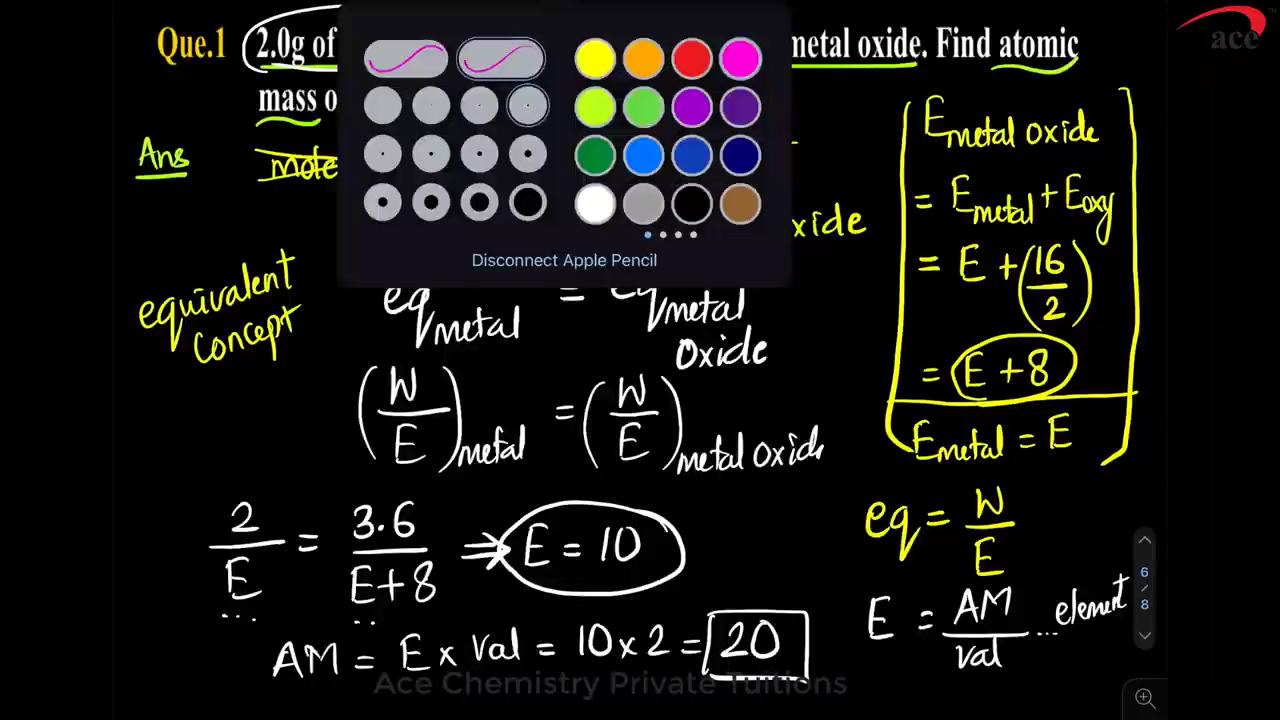 Que.1 2.0g of metal oxide. Find atomic
mass o
ace
Ans mole
xide
Disconnect Apple Pencil
equivalent
concept
eq metal = eq metal oxide
(W/E) metal = (W/E) metal oxide
2/E = 3.6/E+8 ⇒ E = 10
... ..
AM = E x val = 10 x 2 = 20
E metal oxide
= E metal + E oxy
= E + (16/2)
= E + 8
E metal = E
eq = W/E
E = AM/val ... element
6
/
8
Ace Chemistry Private Tuitions